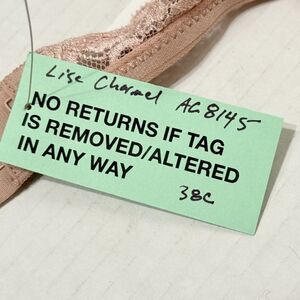 Lise Charmel AC8145
NO RETURNS IF TAG
IS REMOVED/ALTERED
IN ANY WAY
38C